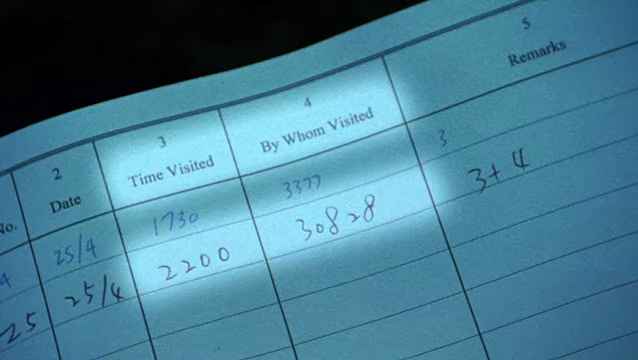 2 3 4 5
No. Date Time Visited By Whom Visited Remarks
4 25/4 1730 3377 3
25 25/4 2200 30828 3+4